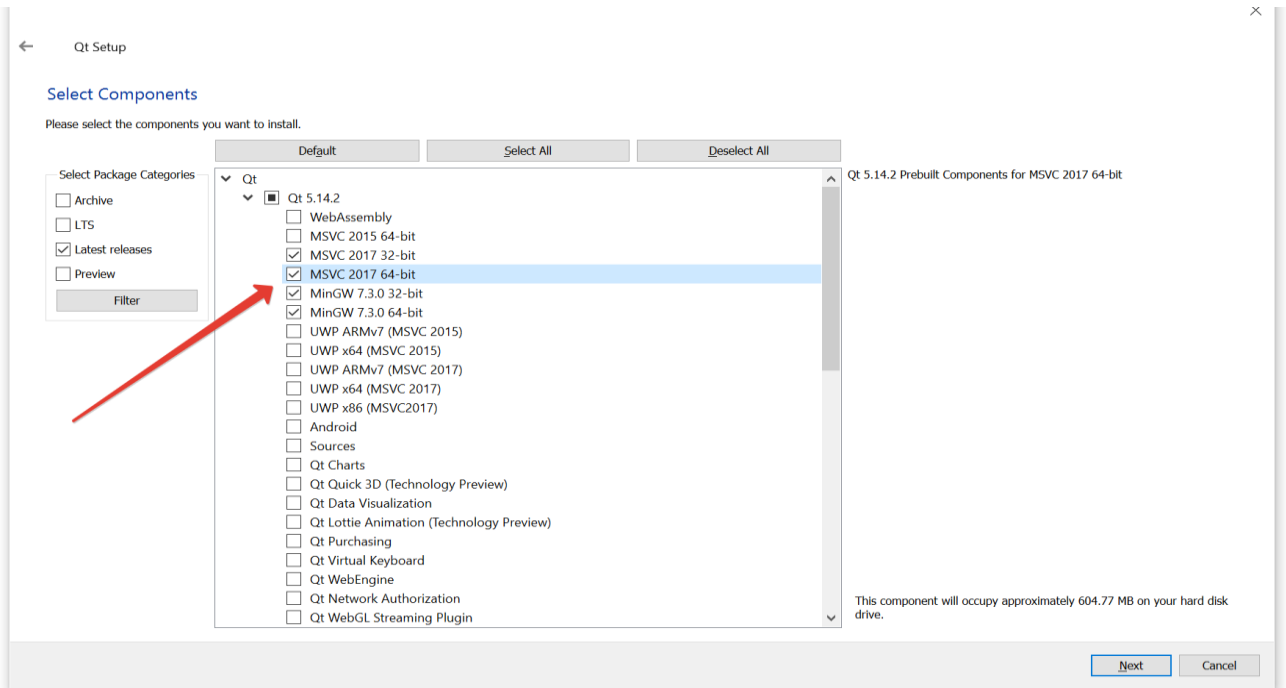 Qt Setup
Select Components
Please select the components you want to install.
Default
Select All
Deselect All
Select Package Categories
Archive
LTS
Latest releases
Preview
Filter
Qt
Qt 5.14.2
WebAssembly
MSVC 2015 64-bit
MSVC 2017 32-bit
MSVC 2017 64-bit
MinGW 7.3.0 32-bit
MinGW 7.3.0 64-bit
UWP ARMv7 (MSVC 2015)
UWP x64 (MSVC 2015)
UWP ARMv7 (MSVC 2017)
UWP x64 (MSVC 2017)
UWP x86 (MSVC2017)
Android
Sources
Qt Charts
Qt Quick 3D (Technology Preview)
Qt Data Visualization
Qt Lottie Animation (Technology Preview)
Qt Purchasing
Qt Virtual Keyboard
Qt WebEngine
Qt Network Authorization
Qt WebGL Streaming Plugin
Qt 5.14.2 Prebuilt Components for MSVC 2017 64-bit
This component will occupy approximately 604.77 MB on your hard disk
drive.
Next
Cancel